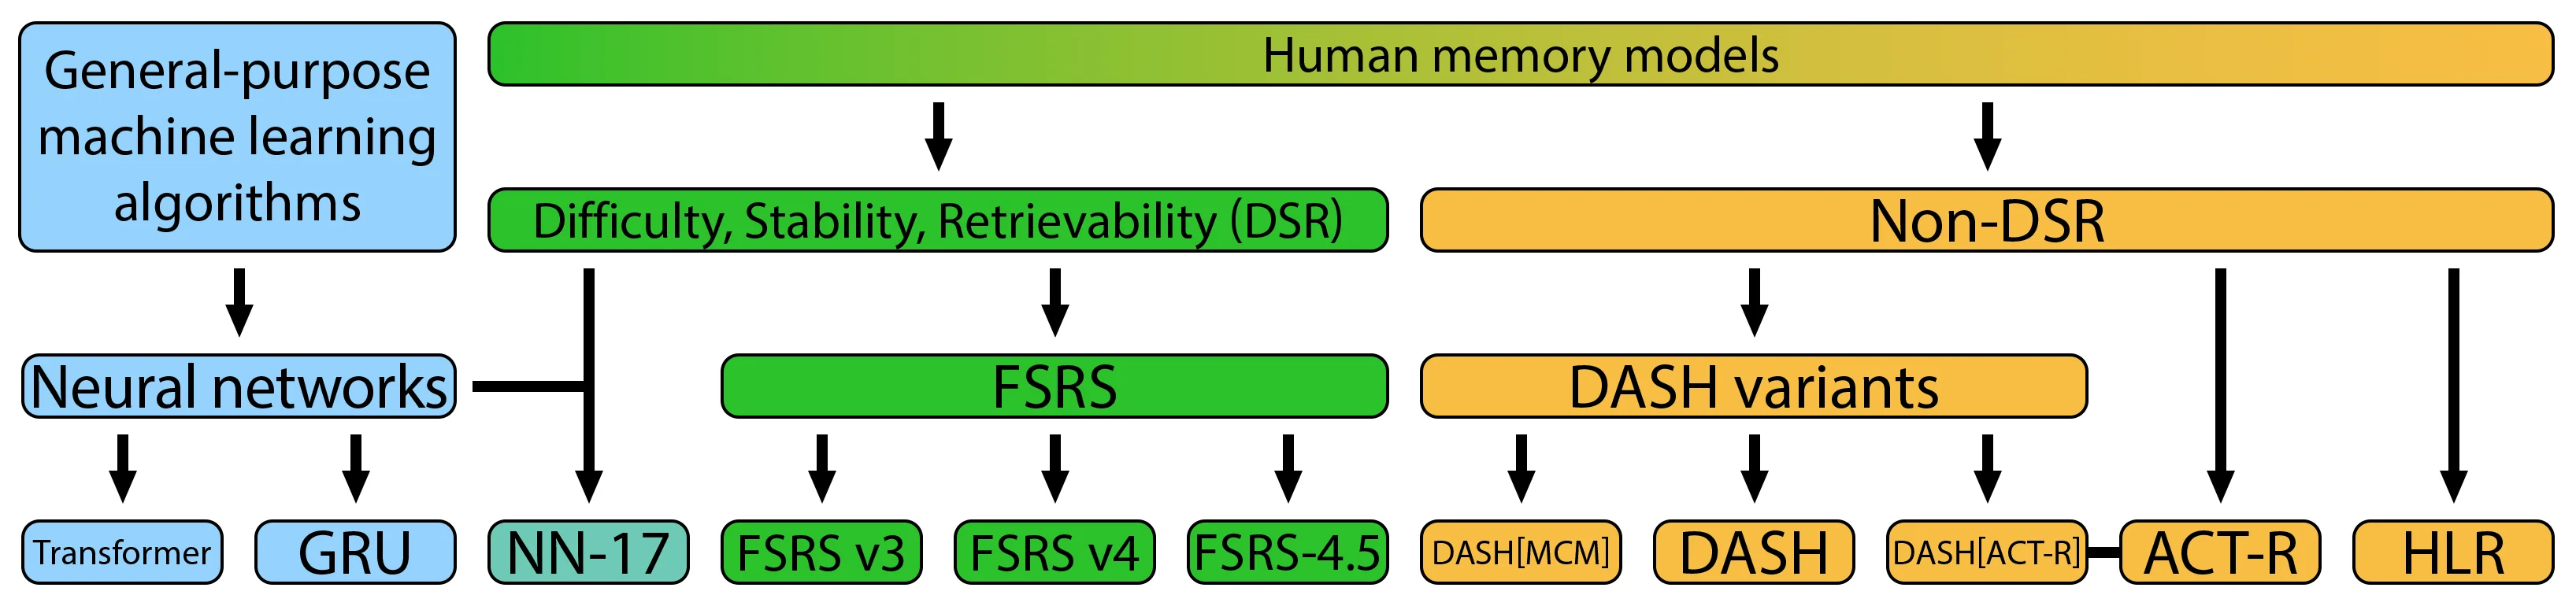 General-purpose
machine learning
algorithms
Human memory models
Difficulty, Stability, Retrievability (DSR)
Non-DSR
Neural networks
FSRS
DASH variants
Transformer
GRU
NN-17
FSRS v3
FSRS v4
FSRS-4.5
DASH[MCM]
DASH
DASH[ACT-R]
ACT-R
HLR